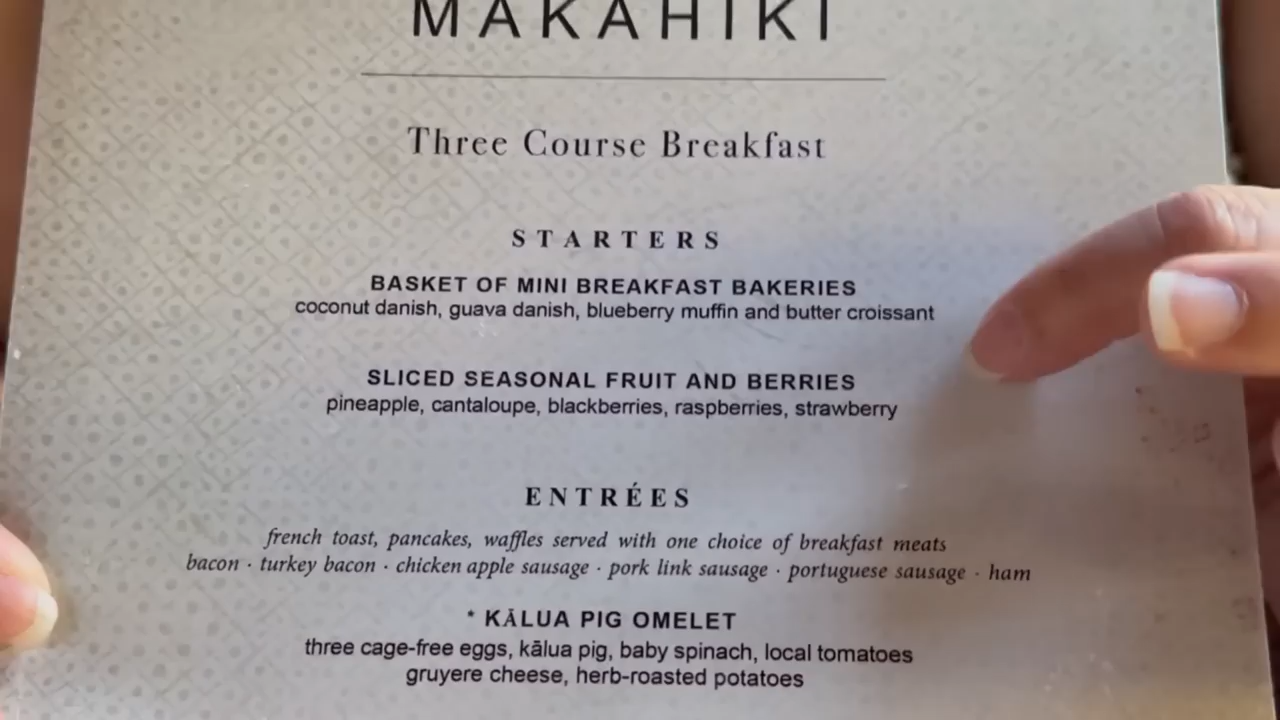 MAKAHIKI
Three Course Breakfast
STARTERS
BASKET OF MINI BREAKFAST BAKERIES
coconut danish, guava danish, blueberry muffin and butter croissant
SLICED SEASONAL FRUIT AND BERRIES
pineapple, cantaloupe, blackberries, raspberries, strawberry
ENTRÉES
french toast, pancakes, waffles served with one choice of breakfast meats
bacon · turkey bacon · chicken apple sausage · pork link sausage · portuguese sausage · ham
* KĀLUA PIG OMELET
three cage-free eggs, kālua pig, baby spinach, local tomatoes
gruyere cheese, herb-roasted potatoes